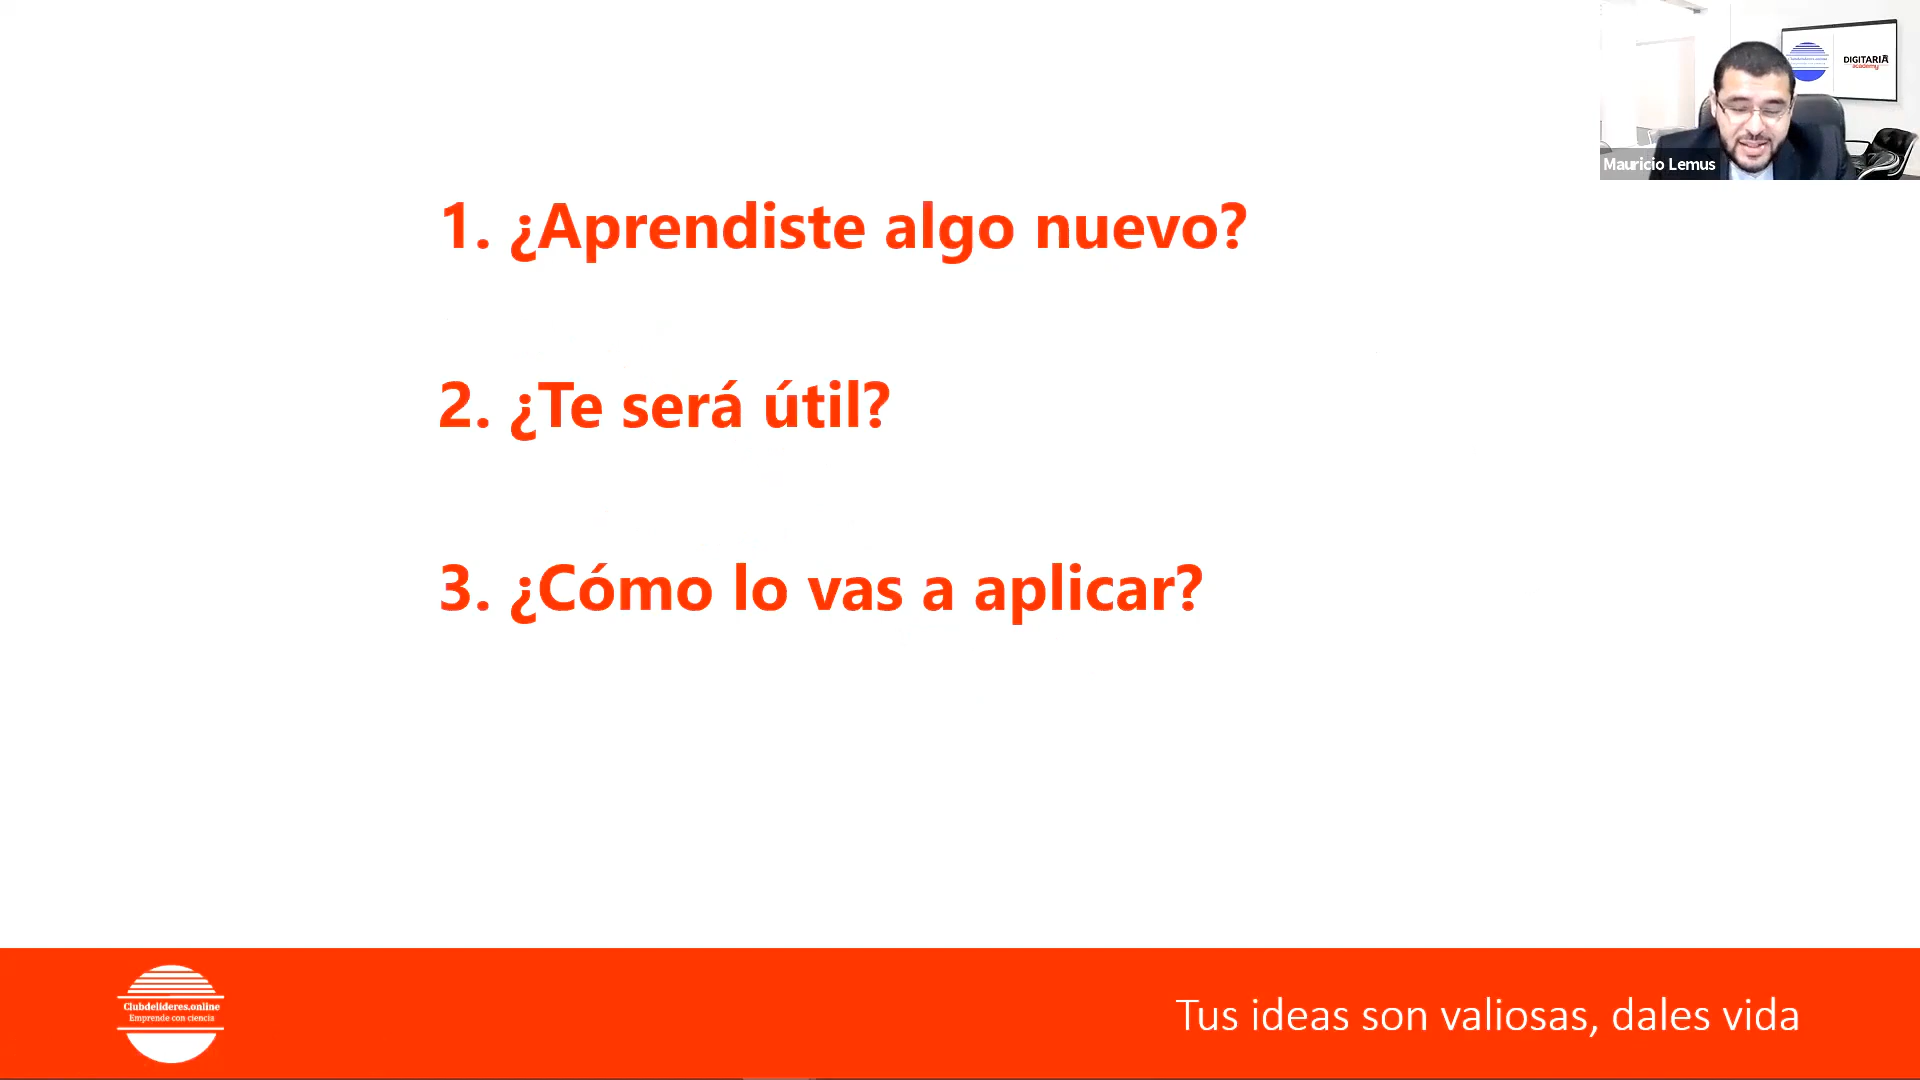 DIGITARIA
academy
Mauricio Lemus
1. ¿Aprendiste algo nuevo?
2. ¿Te será útil?
3. ¿Cómo lo vas a aplicar?
Clubdelideres.online
Emprende con ciencia
Tus ideas son valiosas, dales vida